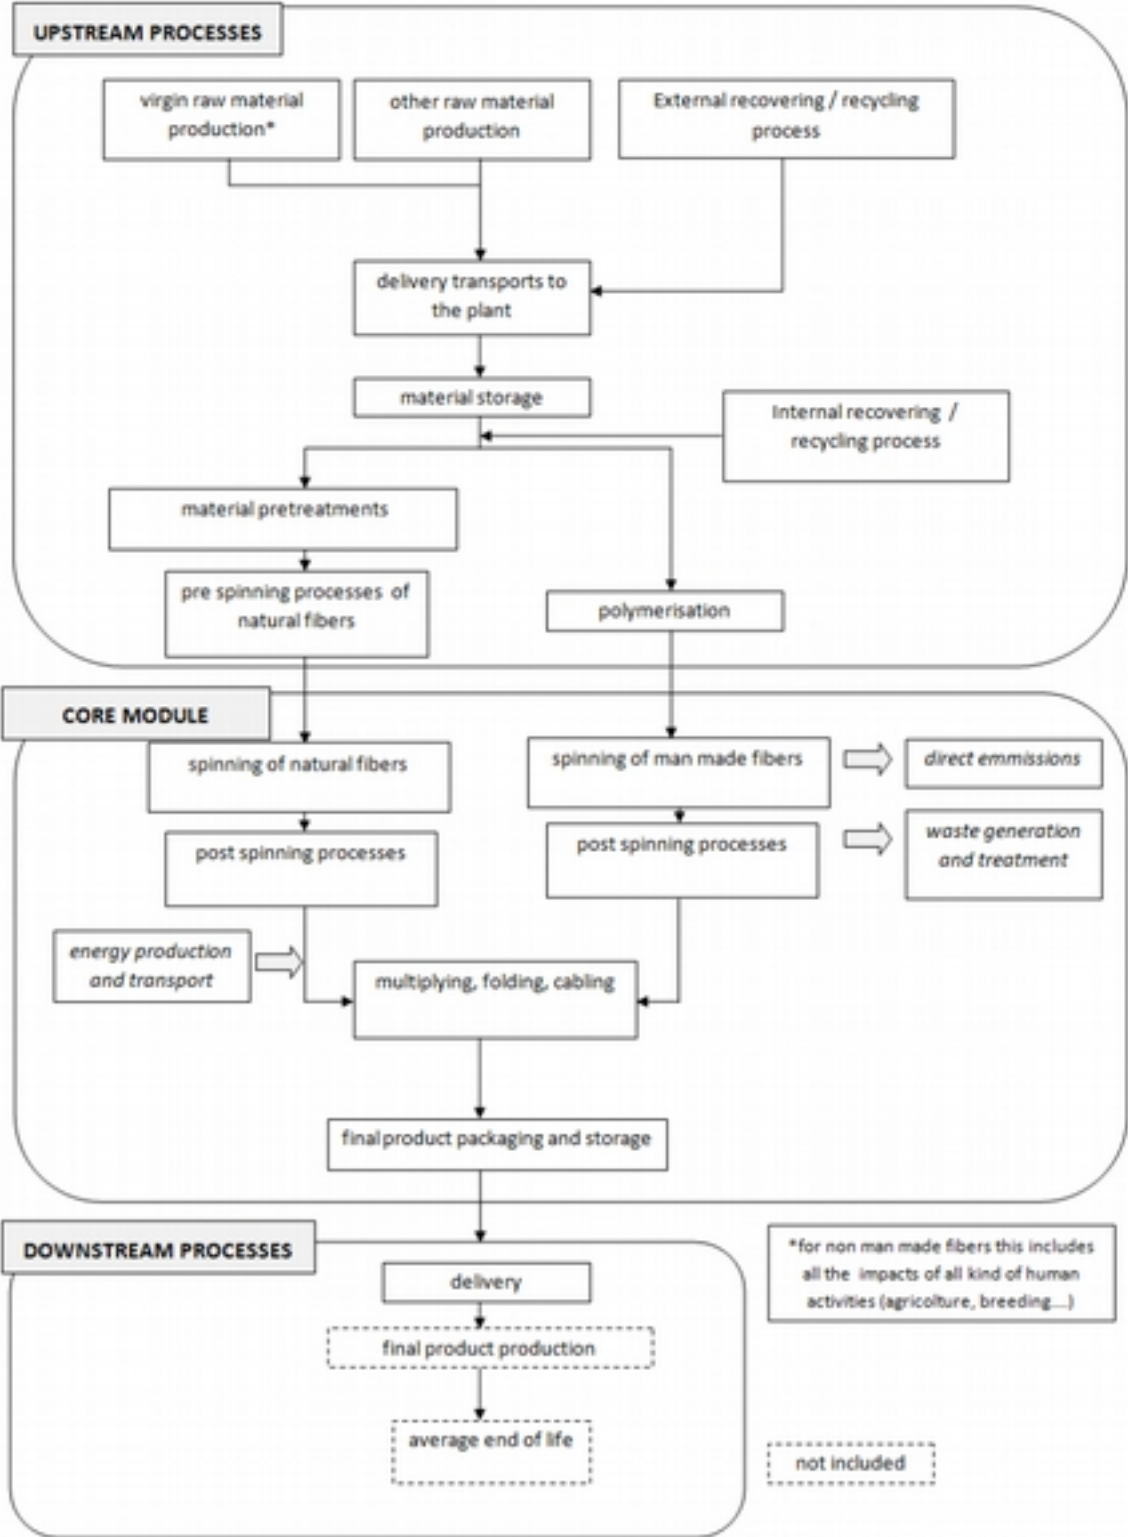 UPSTREAM PROCESSES
virgin raw material
production*
other raw material
production
External recovering / recycling
process
delivery transports to
the plant
material storage
Internal recovering /
recycling process
material pretreatments
pre spinning processes of
natural fibers
polymerisation
CORE MODULE
spinning of natural fibers
spinning of man made fibers
direct emmissions
post spinning processes
post spinning processes
waste generation
and treatment
energy production
and transport
multiplying, folding, cabling
final product packaging and storage
DOWNSTREAM PROCESSES
*for non man made fibers this includes
all the impacts of all kind of human
activities (agricolture, breeding....)
delivery
final product production
average end of life
not included